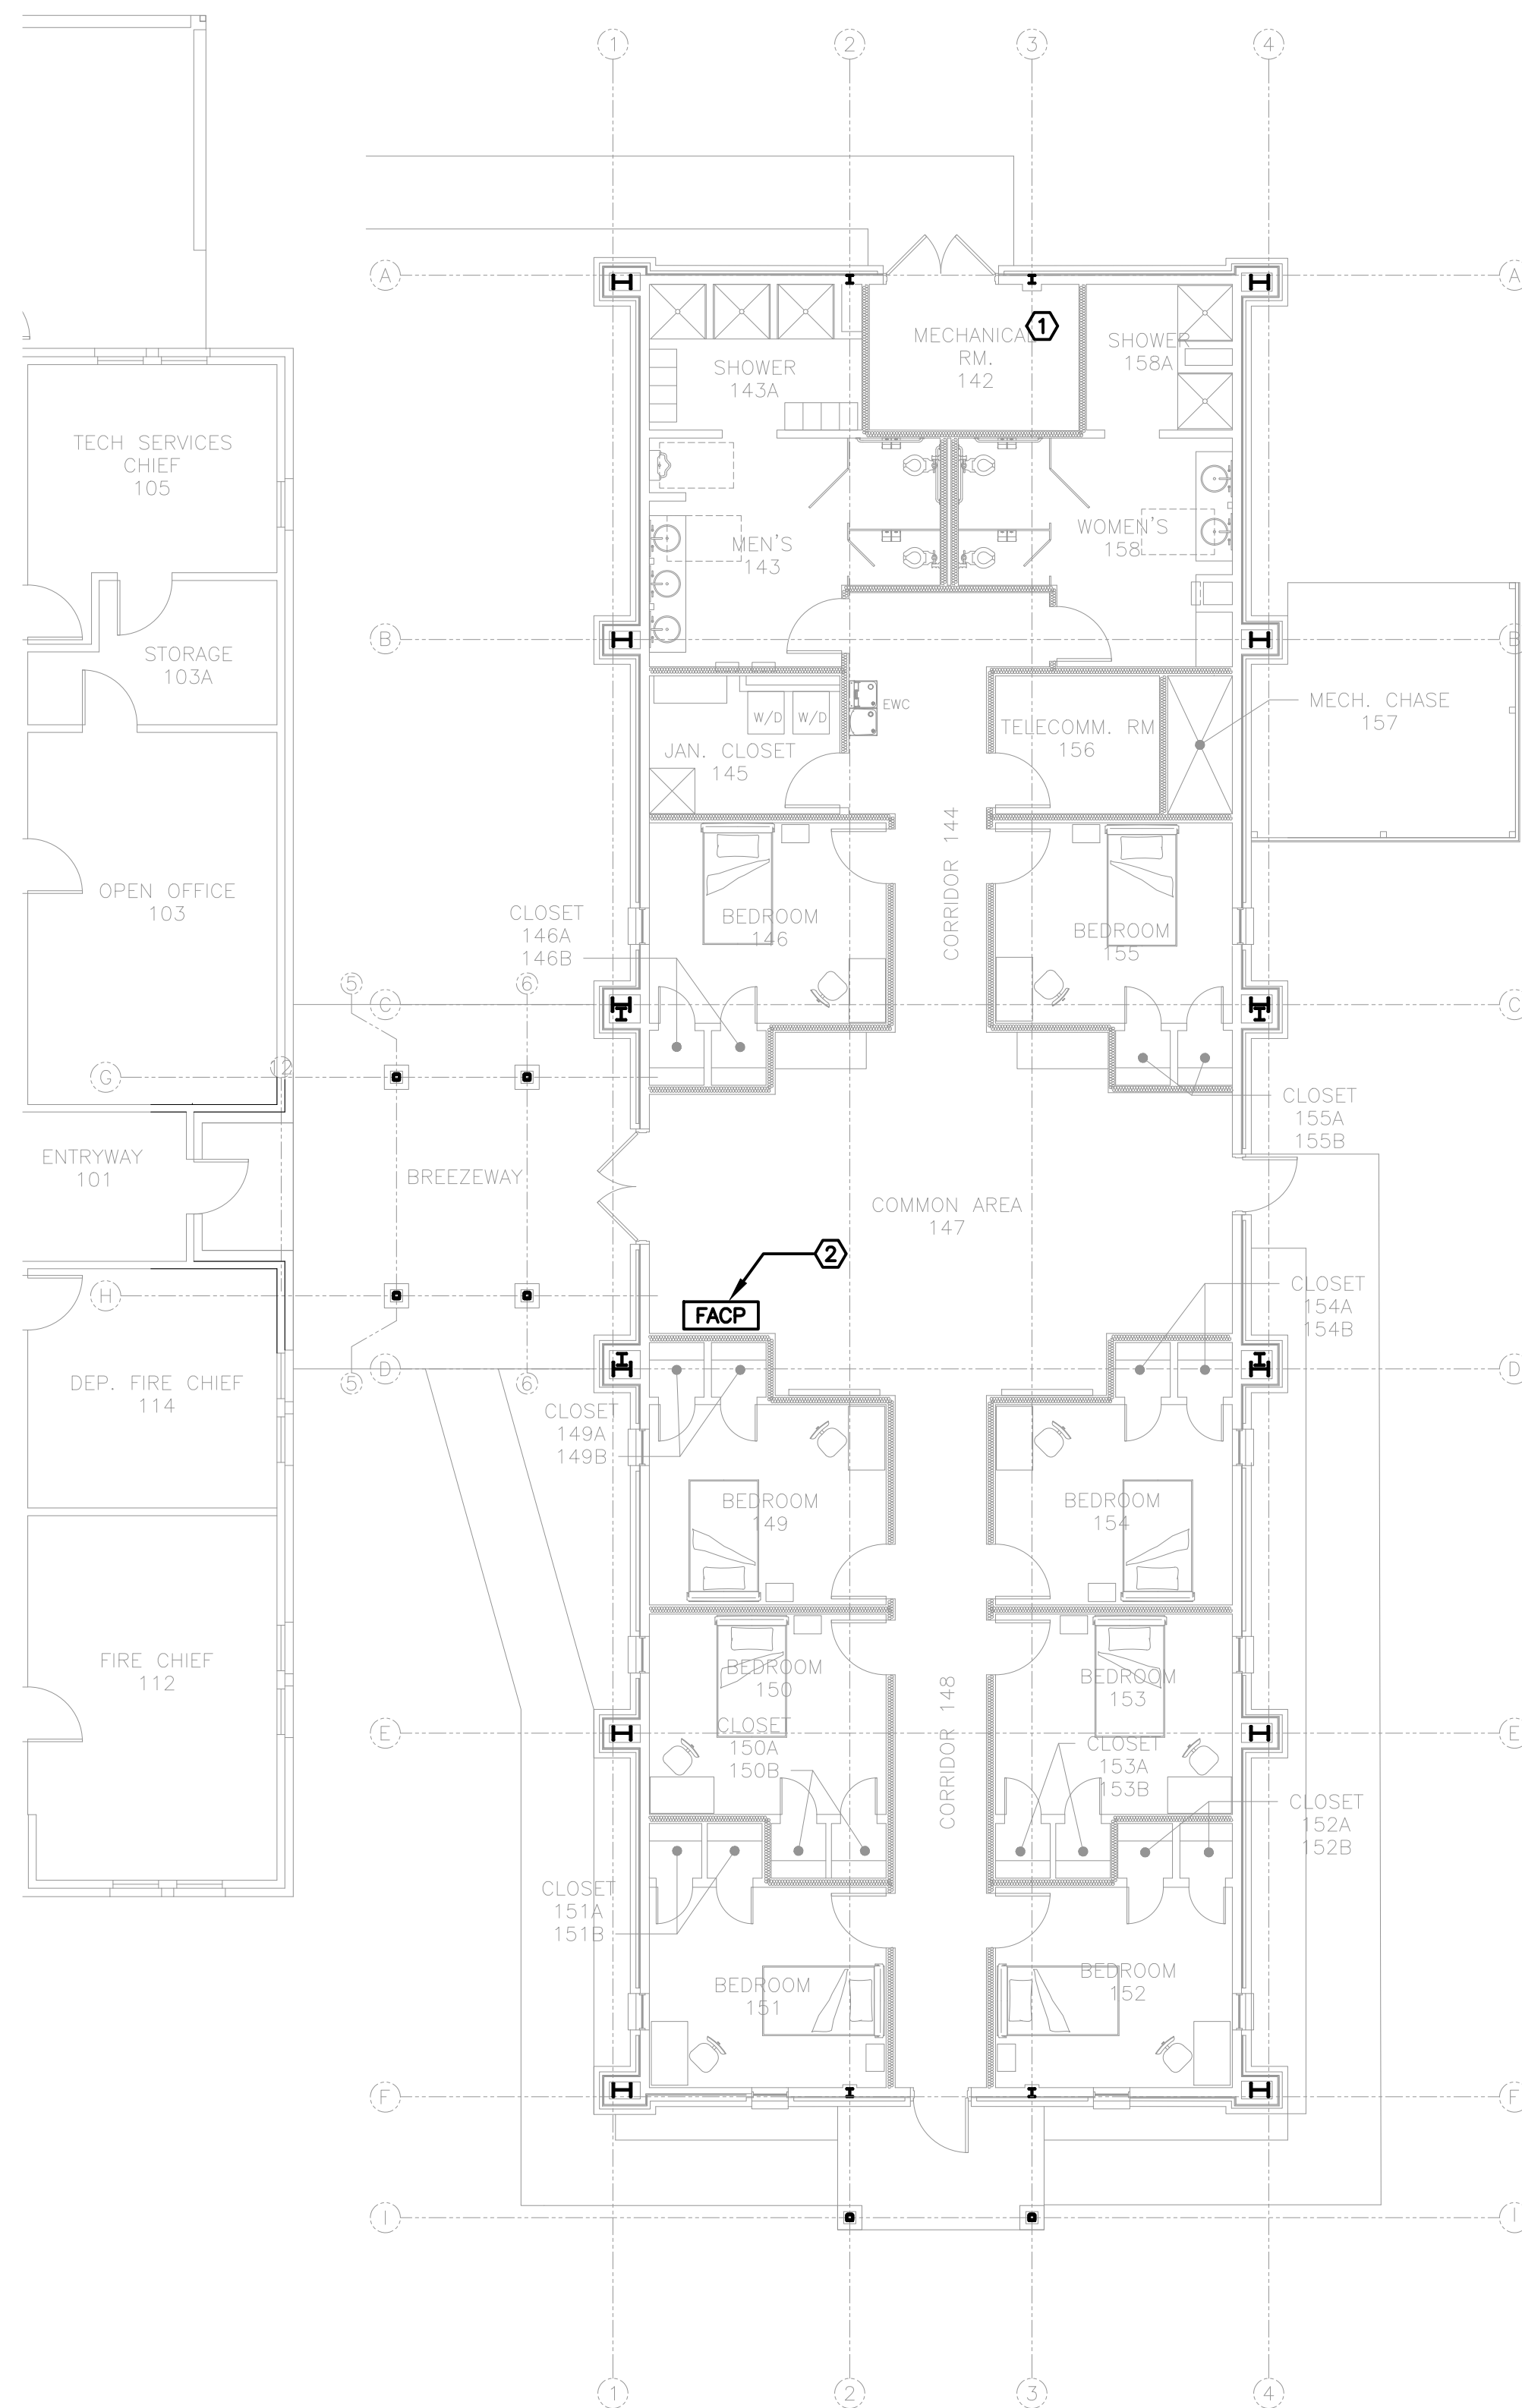 1
2
3
4
A
A
1
MECHANICAL
RM.
142
SHOWER
158A
SHOWER
143A
TECH SERVICES
CHIEF
105
WOMEN'S
158
MEN'S
143
B
B
STORAGE
103A
MECH. CHASE
157
EWC
W/D
W/D
TELECOMM. RM
156
JAN. CLOSET
145
CORRIDOR 144
OPEN OFFICE
103
CLOSET
146A
146B
BEDROOM
146
BEDROOM
155
5
C
6
C
G
12
CLOSET
155A
155B
ENTRYWAY
101
BREEZEWAY
COMMON AREA
147
2
H
FACP
CLOSET
154A
154B
5
D
6
D
DEP. FIRE CHIEF
114
CLOSET
149A
149B
BEDROOM
149
BEDROOM
154
FIRE CHIEF
112
BEDROOM
150
BEDROOM
153
CORRIDOR 148
CLOSET
150A
150B
E
E
CLOSET
153A
153B
CLOSET
152A
152B
CLOSET
151A
151B
BEDROOM
151
BEDROOM
152
F
F
I
I
1
2
3
4